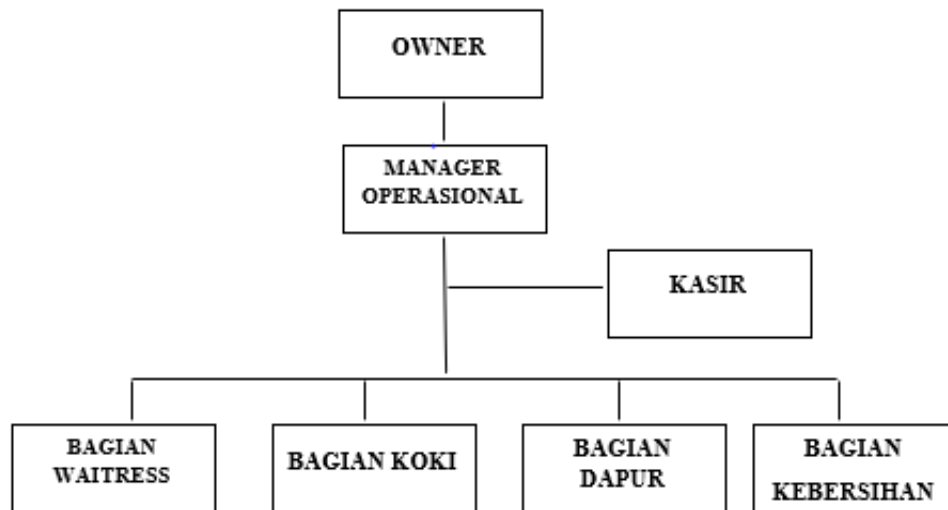 OWNER
MANAGER
OPERASIONAL
KASIR
BAGIAN
WAITRESS
BAGIAN KOKI
BAGIAN
DAPUR
BAGIAN
KEBERSIHAN